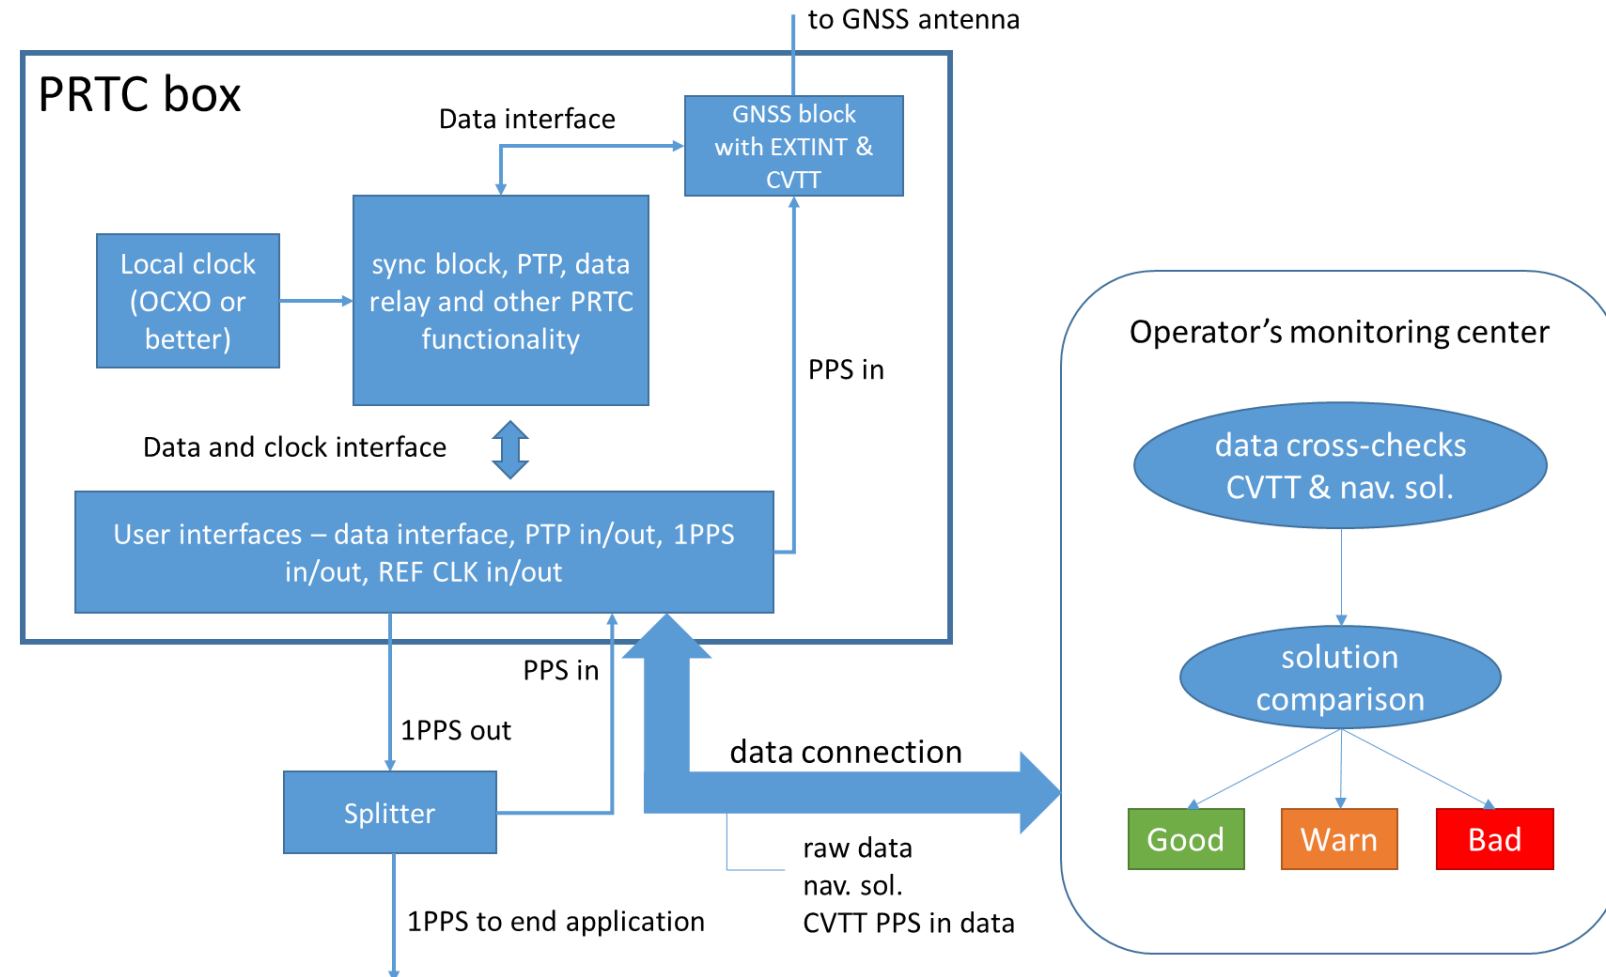 to GNSS antenna
PRTC box
Data interface
GNSS block
with EXTINT &
CVTT
Local clock
(OCXO or
better)
sync block, PTP, data
relay and other PRTC
functionality
PPS in
Data and clock interface
User interfaces – data interface, PTP in/out, 1PPS
in/out, REF CLK in/out
PPS in
1PPS out
Splitter
1PPS to end application
data connection
raw data
nav. sol.
CVTT PPS in data
Operator’s monitoring center
data cross-checks
CVTT & nav. sol.
solution
comparison
Good
Warn
Bad